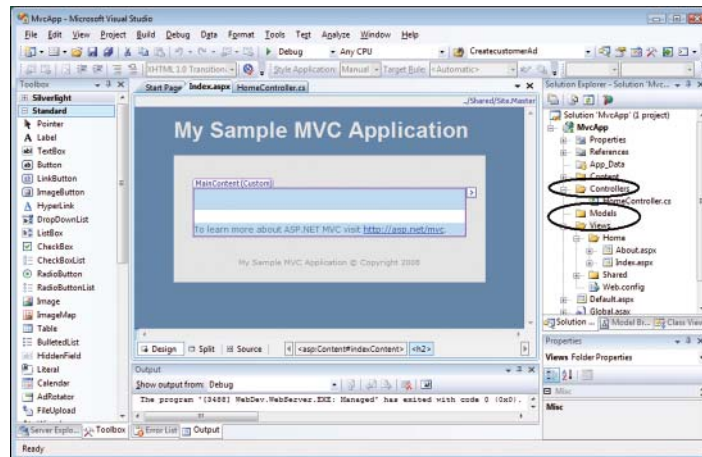 MvcApp - Microsoft Visual Studio
File Edit View Project Build Debug Data Format Tools Test Analyze Window Help
Debug Any CPU CreatecustomerAd
XHTML 1.0 Transition Style Application: Manual Target Rule: <Automatic>
Toolbox
Silverlight
Standard
Pointer
Label
TextBox
Button
LinkButton
ImageButton
HyperLink
DropDownList
ListBox
CheckBox
CheckBoxList
RadioButton
RadioButtonList
Image
ImageMap
Table
BulletedList
HiddenField
Literal
Calendar
AdRotator
FileUpload
Server Explo... Toolbox
Start Page Index.aspx HomeController.cs
../Shared/Site.Master
My Sample MVC Application
MainContent (Custom)
To learn more about ASP.NET MVC visit http://asp.net/mvc.
My Sample MVC Application © Copyright 2008
Design Split Source <asp:Content#indexContent> <h2>
Output
Show output from: Debug
The program '[3488] WebDev.WebServer.EXE: Managed' has exited with code 0 (0x0).
Error List Output
Solution Explorer - Solution 'Mvc...
Solution 'MvcApp' (1 project)
MvcApp
Properties
References
App_Data
Content
Controllers
HomeController.cs
Models
Views
Home
About.aspx
Index.aspx
Shared
Web.config
Default.aspx
Global.asax
Solution ... Model Br... Class View
Properties
Views Folder Properties
Misc
Misc
Ready